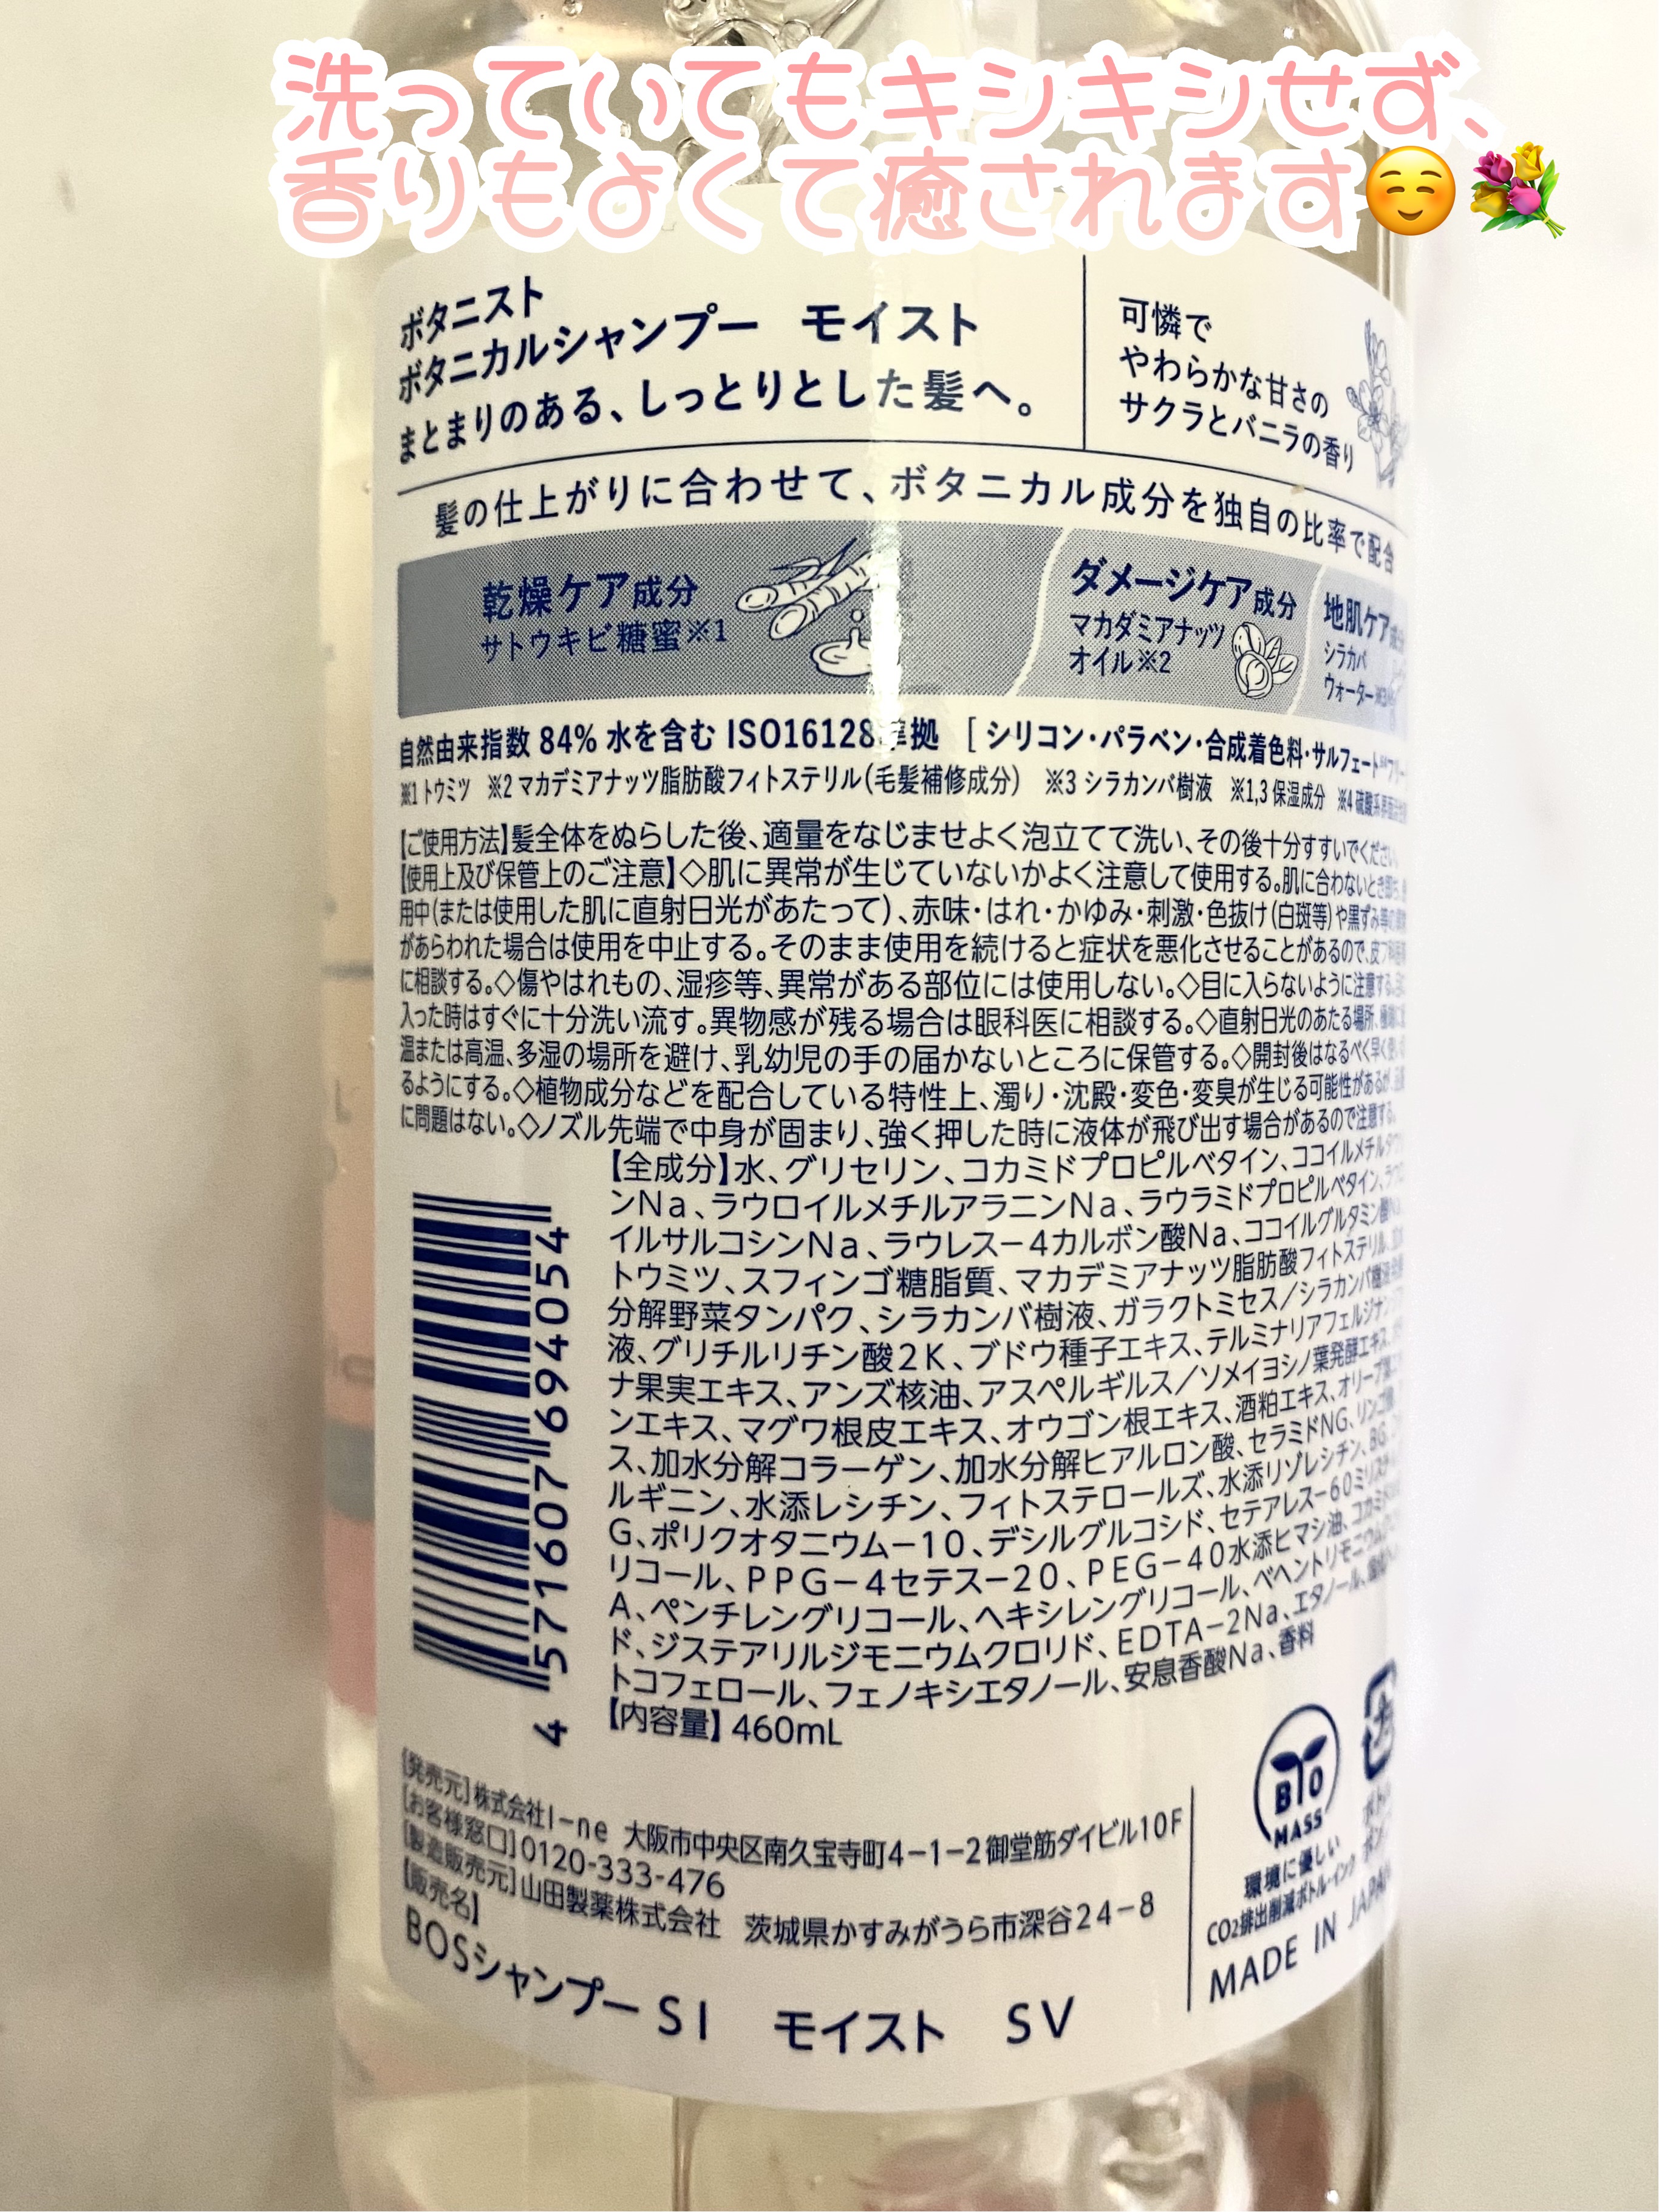 洗っていてもキシキシせず、
香りもよくて癒されます☺️💐
ボタニスト
ボタニカルシャンプー モイスト
まとまりのある、しっとりとした髪へ。
可憐で
やわらかな甘さの
サクラとバニラの香り
髪の仕上がりに合わせて、ボタニカル成分を独自の比率で配合
乾燥ケア成分
サトウキビ糖蜜※1
ダメージケア成分
マカダミアナッツ
オイル※2
地肌ケア
シラカバ
ウォーター
自然由来指数 84% 水を含む ISO16128準拠 [ シリコン・パラベン・合成着色料・サルフェート
※1 トウミツ ※2 マカデミアナッツ脂肪酸フィトステリル(毛髪補修成分) ※3 シラカンバ樹液 ※1,3 保湿成分 ※4
【ご使用方法】髪全体をぬらした後、適量をなじませよく泡立てて洗い、その後十分すすいでください
【使用上及び保管上のご注意】◇肌に異常が生じていないかよく注意して使用する。肌に合わないとき
用中(または使用した肌に直射日光があたって)、赤味・はれ・かゆみ・刺激・色抜け(白斑等)や黒ずみ等の
があらわれた場合は使用を中止する。そのまま使用を続けると症状を悪化させることがあるので、皮フ
に相談する。◇傷やはれもの、湿疹等、異常がある部位には使用しない。◇目に入らないように注意する。
入った時はすぐに十分洗い流す。異物感が残る場合は眼科医に相談する。◇直射日光のあたる場所、
温または高温、多湿の場所を避け、乳幼児の手の届かないところに保管する。◇開封後はなるべく早く
るようにする。◇植物成分などを配合している特性上、濁り・沈殿・変色・変臭が生じる可能性があるが、
に問題はない。◇ノズル先端で中身が固まり、強く押した時に液体が飛び出す場合があるので注意する。
【全成分】水、グリセリン、コカミドプロピルベタイン、ココイルメチルタウリ
ンNa、ラウロイルメチルアラニンNa、ラウラミドプロピルベタイン、
イルサルコシンNa、ラウレス－4カルボン酸Na、ココイルグルタミン酸
トウミツ、スフィンゴ糖脂質、マカデミアナッツ脂肪酸フィトステリル、
分解野菜タンパク、シラカンバ樹液、ガラクトミセス／シラカンバ樹液
液、グリチルリチン酸2K、ブドウ種子エキス、テルミナリアフェルジナン
ナ果実エキス、アンズ核油、アスペルギルス／ソメイヨシノ葉発酵エキス、
ンエキス、マグワ根皮エキス、オウゴン根エキス、酒粕エキス、オリーブ
ス、加水分解コラーゲン、加水分解ヒアルロン酸、セラミドNG、リンゴ
ルギニン、水添レシチン、フィトステロールズ、水添リゾレシチン、BG
G、ポリクオタニウム－10、デシルグルコシド、セテアレス－60ミリスチ
リコール、PPG－4セテス－20、PEG－40水添ヒマシ油、
A、ペンチレングリコール、ヘキシレングリコール、ベヘントリモニウム
ド、ジステアリルジモニウムクロリド、EDTA－2Na、エタノール、
トコフェロール、フェノキシエタノール、安息香酸Na、香料
【内容量】460mL
4 571607 694054
【発売元】株式会社I－ne 大阪市中央区南久宝寺町4－1－2 御堂筋ダイビル10F
【お客様窓口】0120-333-476
【製造販売元】山田製薬株式会社 茨城県かすみがうら市深谷24－8
【販売名】
BOSシャンプー SI モイスト SV
BIO
MASS
環境に優しい
CO2排出削減ボトル・インク
MADE IN JAPAN